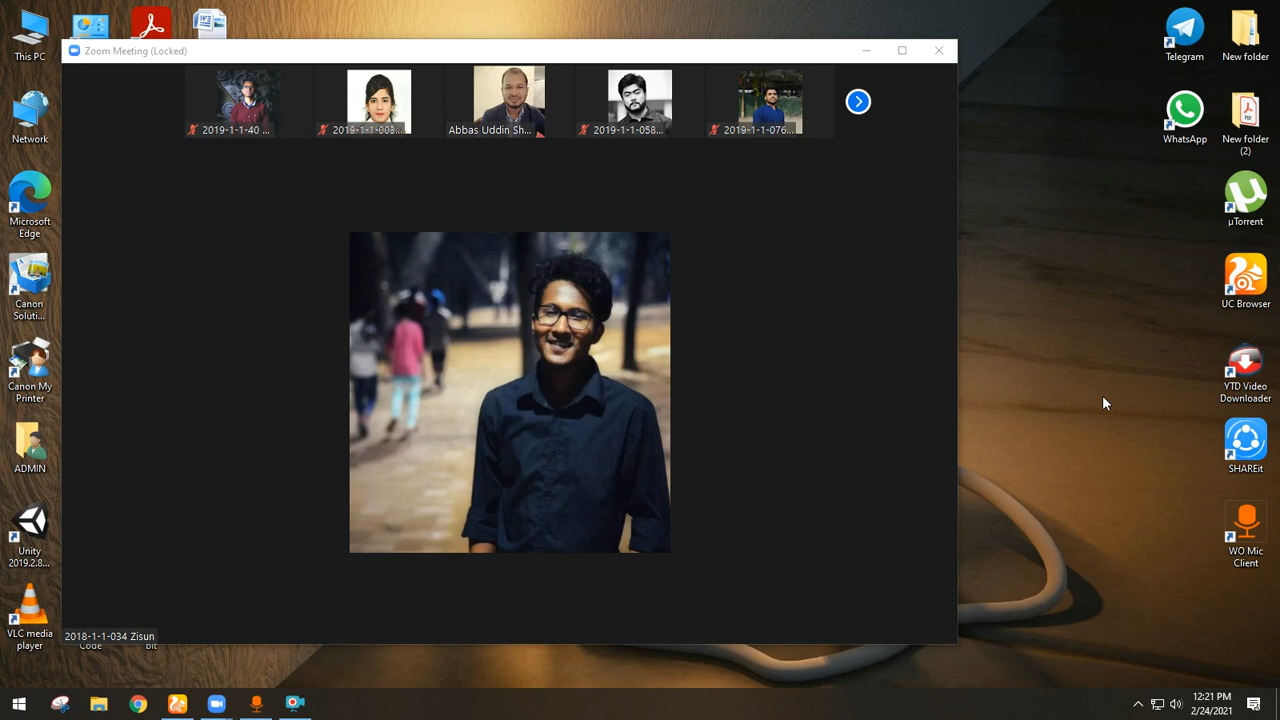 This PC
Network
Microsoft
Edge
Canon
Soluti...
Canon My
Printer
ADMIN
Unity
2019.2.8...
VLC media
player
Code
bit
Zoom Meeting (Locked)
2019-1-1-40 ...
2019-1-1-003...
Abbas Uddin Sh...
2019-1-1-058...
2019-1-1-076...
2018-1-1-034 Zisun
Telegram
New folder
WhatsApp
New folder
(2)
PDF
µTorrent
UC Browser
YTD Video
Downloader
SHAREit
WO Mic
Client
12:21 PM
2/24/2021